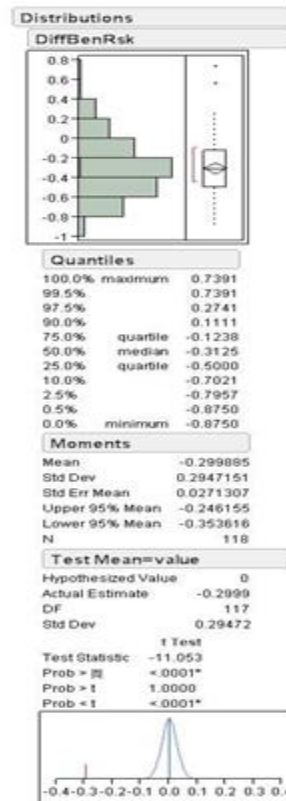 Distributions
DiffBenRsk
0.8
0.6
0.4
0.2
0
-0.2
-0.4
-0.6
-0.8
-1
Quantiles
100.0% maximum 0.7391
99.5% 0.7391
97.5% 0.2741
90.0% 0.1111
75.0% quartile -0.1238
50.0% median -0.3125
25.0% quartile -0.5000
10.0% -0.7021
2.5% -0.7957
0.5% -0.8750
0.0% minimum -0.8750
Moments
Mean -0.299885
Std Dev 0.2947151
Std Err Mean 0.0271307
Upper 95% Mean -0.246155
Lower 95% Mean -0.353616
N 118
Test Mean=value
Hypothesized Value 0
Actual Estimate -0.2999
DF 117
Std Dev 0.29472
t Test
Test Statistic -11.053
Prob > |t| <.0001*
Prob > t 1.0000
Prob < t <.0001*
-0.4 -0.3 -0.2 -0.1 0.0 0.1 0.2 0.3 0.4